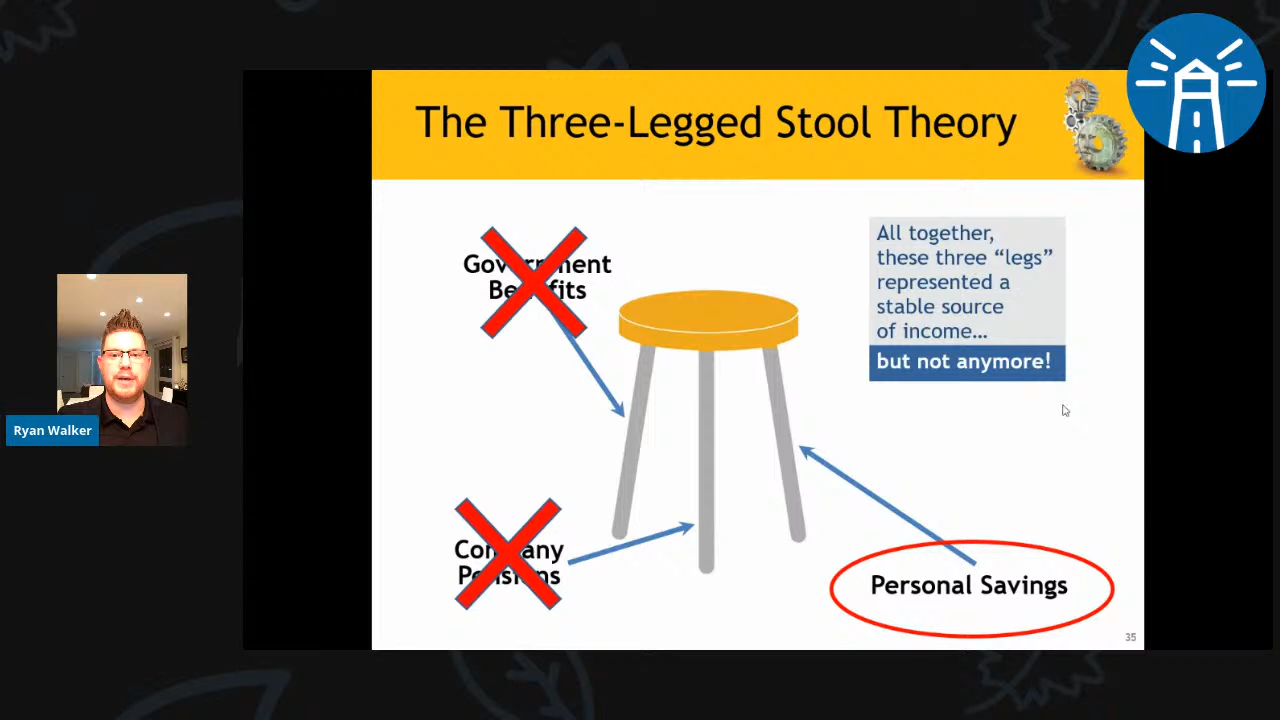 The Three-Legged Stool Theory
Government
Benefits
All together,
these three “legs”
represented a
stable source
of income…
but not anymore!
Ryan Walker
Company
Pensions
Personal Savings
35